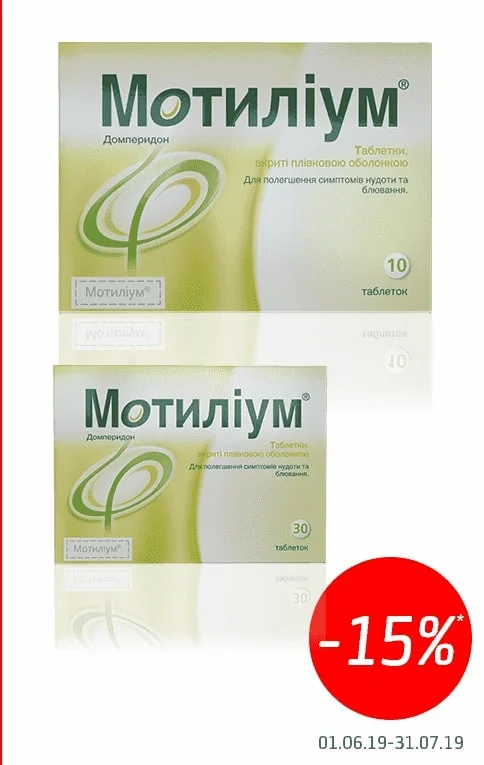 Мотиліум®
Домперидон
Таблетки,
вкриті плівковою оболонкою
Для полегшення симптомів нудоти та
блювання.
10
таблеток
Мотиліум®
Мотиліум®
Домперидон
Таблетки,
вкриті плівковою оболонкою
Для полегшення симптомів нудоти та
блювання.
30
таблеток
Мотиліум®
-15%*
01.06.19-31.07.19